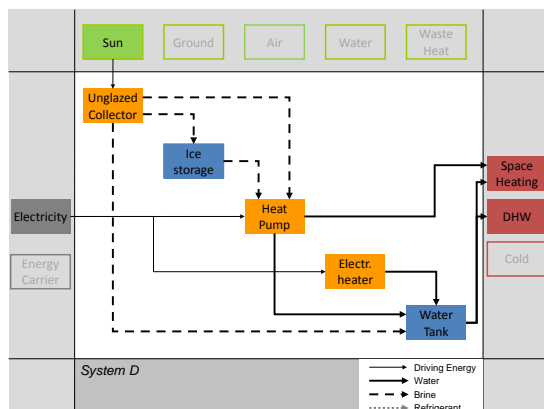 Sun
Ground
Air
Water
Waste
Heat
Unglazed
Collector
Ice
storage
Space
Heating
Electricity
Heat
Pump
DHW
Energy
Carrier
Electr.
heater
Cold
Water
Tank
System D
Driving Energy
Water
Brine
Refrigerant